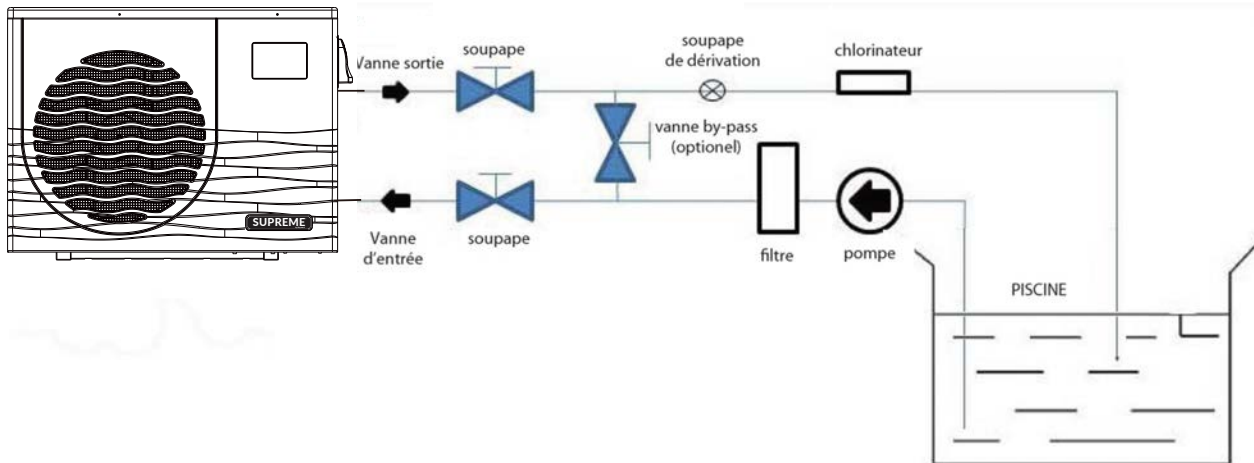 soupape
soupape
de dérivation
chlorinateur
Vanne sortie
vanne by-pass
(optionel)
SUPREME
Vanne
d'entrée
soupape
filtre
pompe
PISCINE